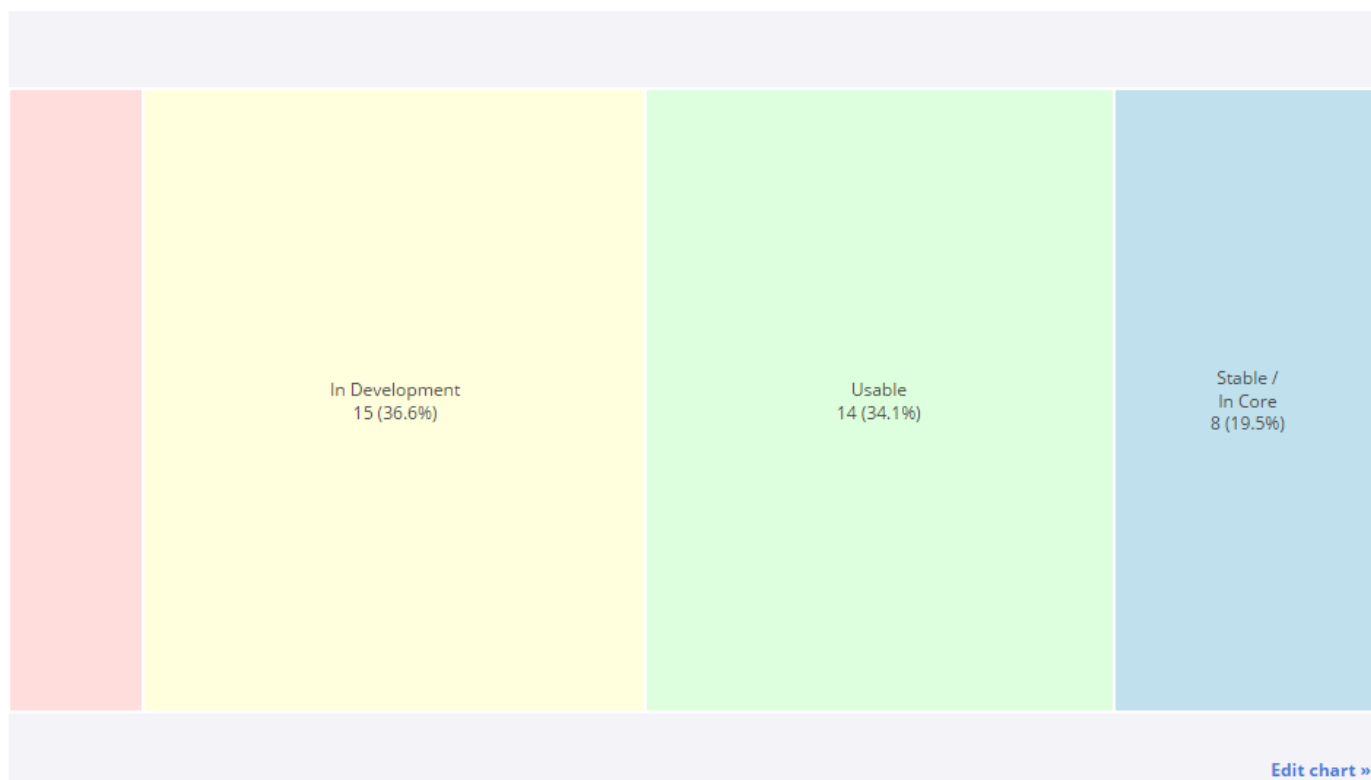 In Development
15 (36.6%)
Usable
14 (34.1%)
Stable /
In Core
8 (19.5%)
Edit chart »